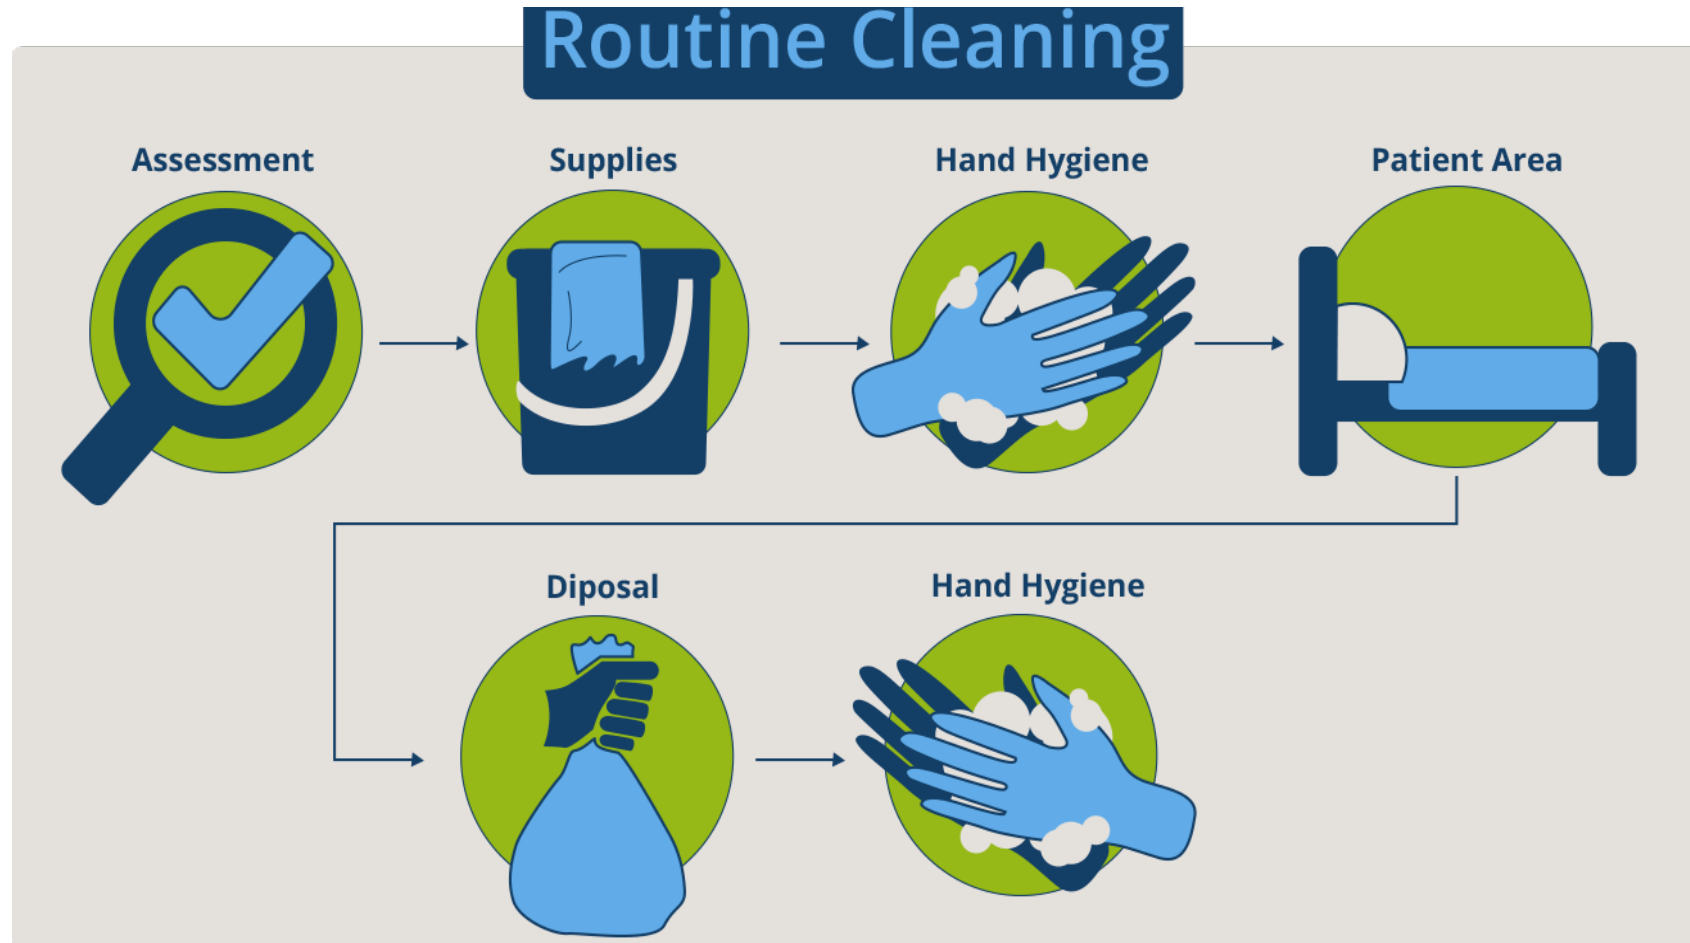 Routine Cleaning
Assessment
Supplies
Hand Hygiene
Patient Area
Diposal
Hand Hygiene